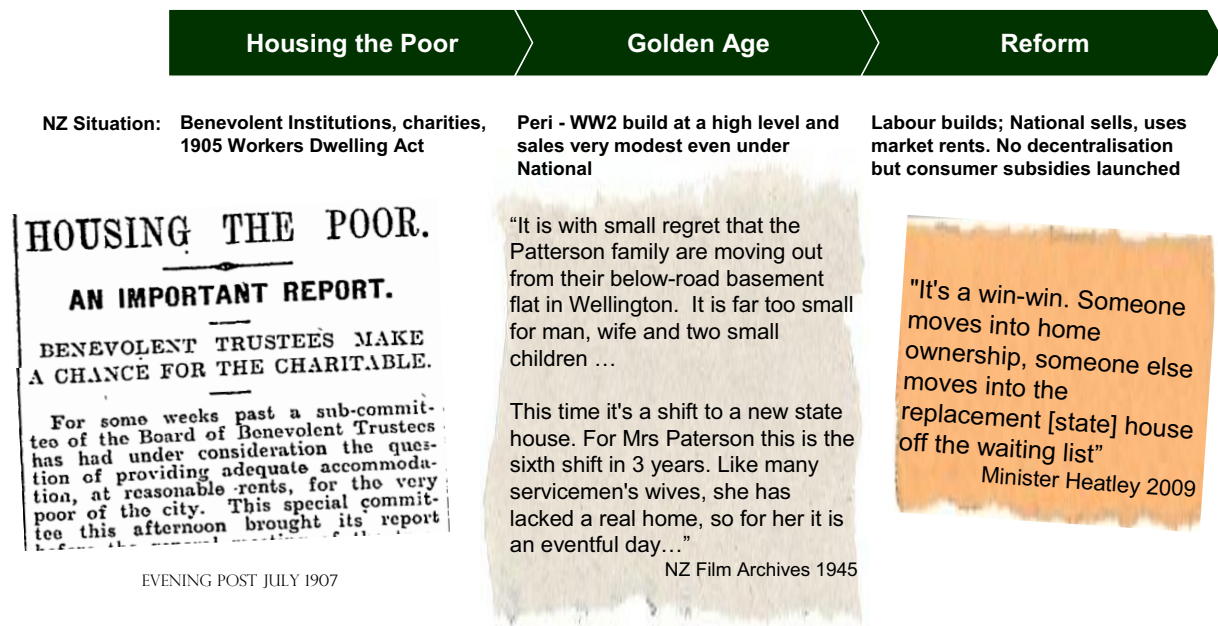 Housing the Poor
Golden Age
Reform
NZ Situation:
Benevolent Institutions, charities,
1905 Workers Dwelling Act
Peri - WW2 build at a high level and
sales very modest even under
National
Labour builds; National sells, uses
market rents. No decentralisation
but consumer subsidies launched
HOUSING THE POOR.
AN IMPORTANT REPORT.
BENEVOLENT TRUSTEES MAKE
A CHANCE FOR THE CHARITABLE.
For some weeks past a sub-commit-
tee of the Board of Benevolent Trustees
has had under consideration the ques-
tion of providing adequate accommoda-
tion, at reasonable rents, for the very
poor of the city. This special commit-
tee this afternoon brought its report
EVENING POST JULY 1907
“It is with small regret that the
Patterson family are moving out
from their below-road basement
flat in Wellington. It is far too small
for man, wife and two small
children …
This time it's a shift to a new state
house. For Mrs Paterson this is the
sixth shift in 3 years. Like many
servicemen's wives, she has
lacked a real home, so for her it is
an eventful day…”
NZ Film Archives 1945
"It's a win-win. Someone
moves into home
ownership, someone else
moves into the
replacement [state] house
off the waiting list”
Minister Heatley 2009